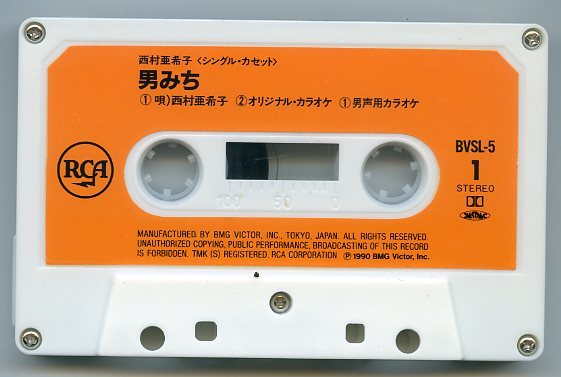 西村亜希子〈シングル・カセット〉
男みち
① 唄)西村亜希子 ②オリジナル・カラオケ ①男声用カラオケ
RCA
BVSL-5
1
STEREO
100 50 0
MANUFACTURED BY BMG VICTOR, INC., TOKYO, JAPAN. ALL RIGHTS RESERVED.
UNAUTHORIZED COPYING, PUBLIC PERFORMANCE, BROADCASTING OF THIS RECORD
IS FORBIDDEN. TMK (S) REGISTERED. RCA CORPORATION Ⓟ 1990 BMG Victor, Inc.